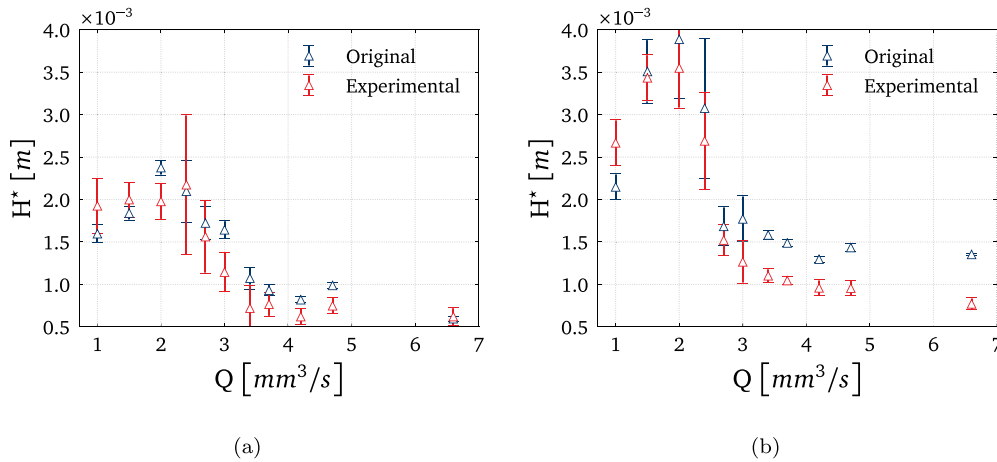 ×10⁻³
4.0
3.5
3.0
2.5
2.0
1.5
1.0
0.5
H⋆ [m]
Original
Experimental
1 2 3 4 5 6 7
Q [mm³/s]
(a)
×10⁻³
4.0
3.5
3.0
2.5
2.0
1.5
1.0
0.5
H⋆ [m]
Original
Experimental
1 2 3 4 5 6 7
Q [mm³/s]
(b)